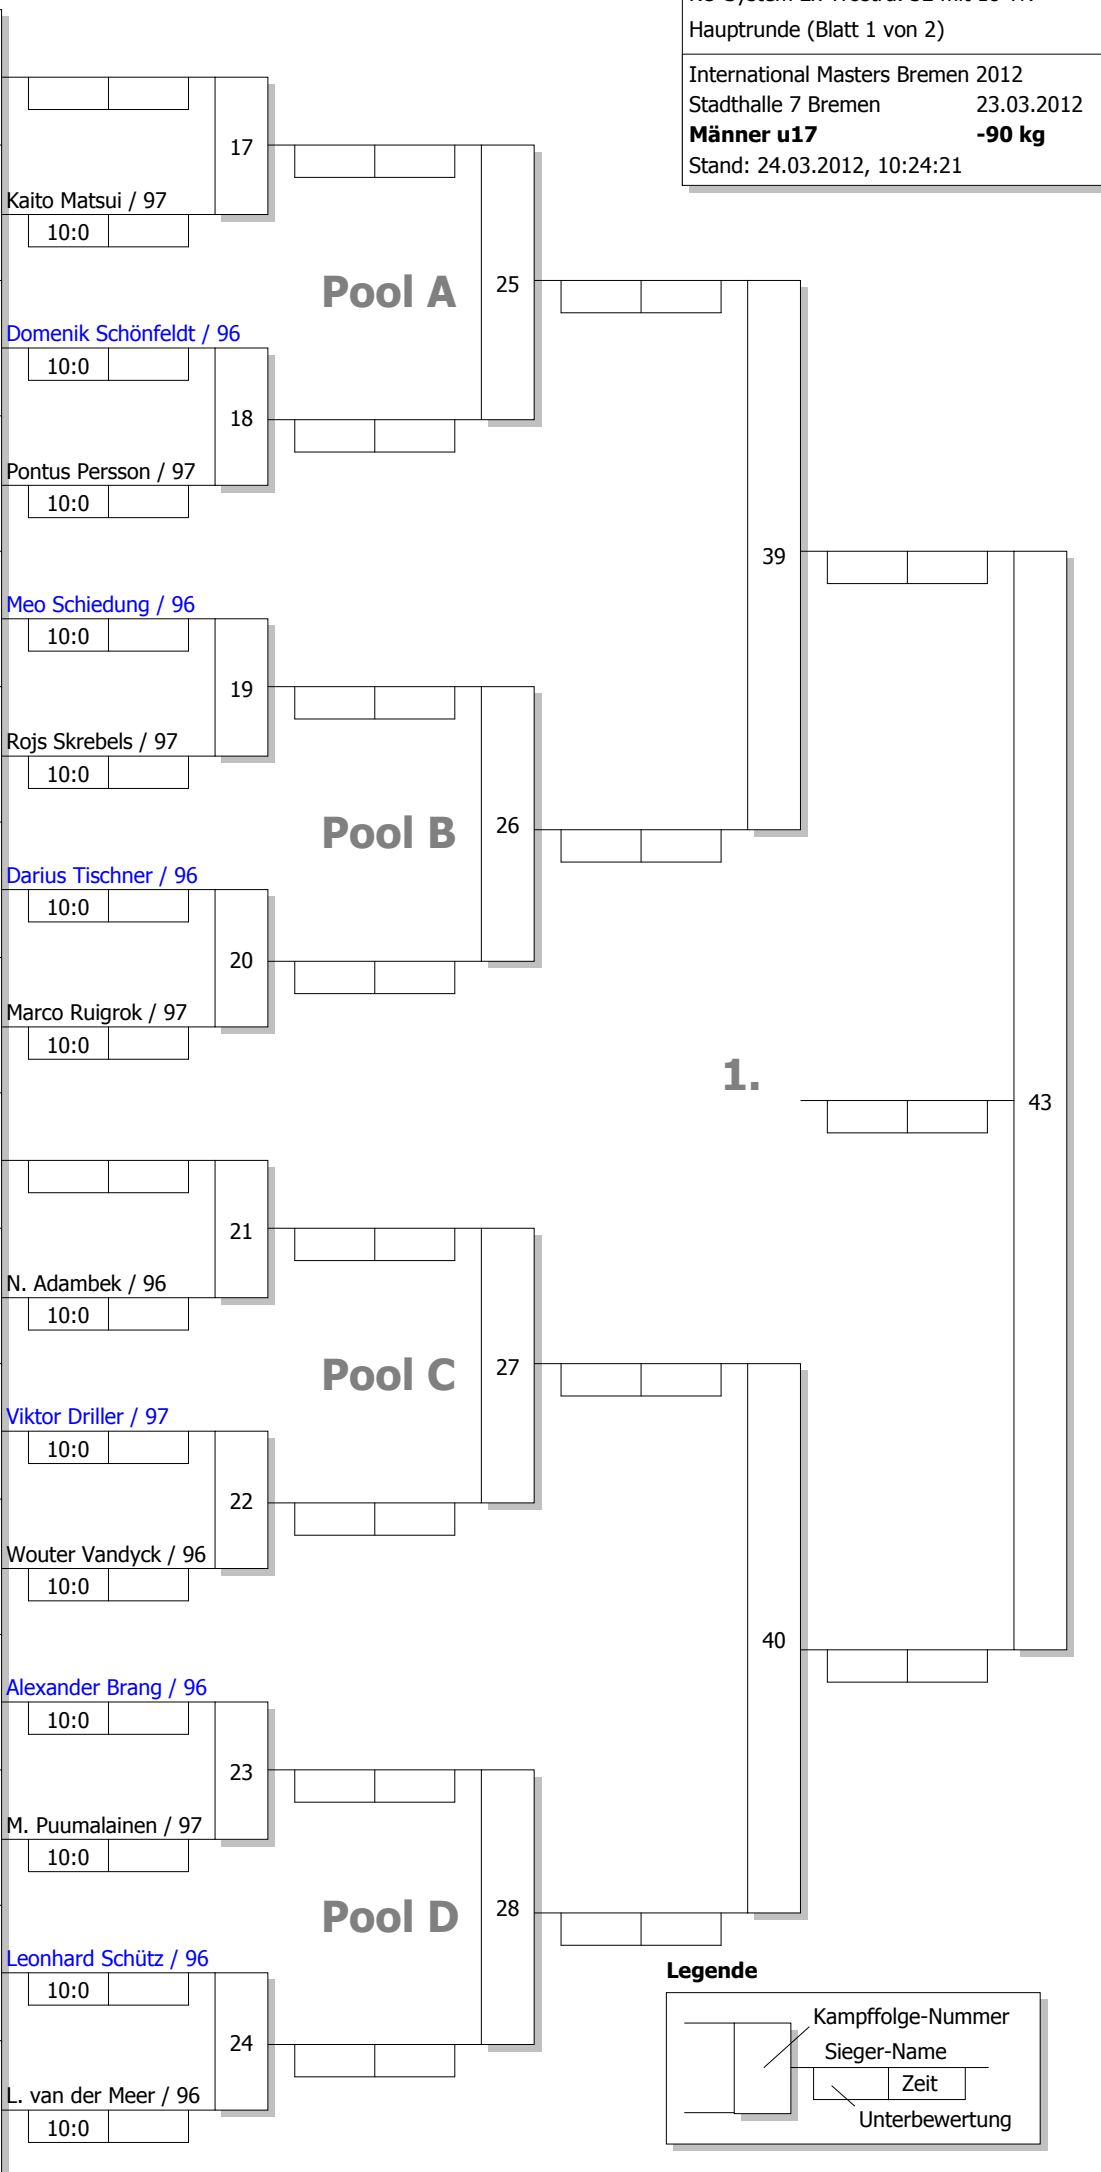 Hauptrunde (Blatt 1 von 2)
International Masters Bremen 2012
Stadthalle 7 Bremen 23.03.2012
Männer u17 -90 kg
Stand: 24.03.2012, 10:24:21
17
Kaito Matsui / 97
10:0
Pool A
25
Domenik Schönfeldt / 96
10:0
18
Pontus Persson / 97
10:0
39
Meo Schiedung / 96
10:0
19
Rojs Skrebels / 97
10:0
Pool B
26
Darius Tischner / 96
10:0
20
Marco Ruigrok / 97
10:0
1.
43
21
N. Adambek / 96
10:0
Pool C
27
Viktor Driller / 97
10:0
22
Wouter Vandyck / 96
10:0
40
Alexander Brang / 96
10:0
23
M. Puumalainen / 97
10:0
Pool D
28
Leonhard Schütz / 96
10:0
24
L. van der Meer / 96
10:0
Legende
Kampffolge-Nummer
Sieger-Name
Zeit
Unterbewertung